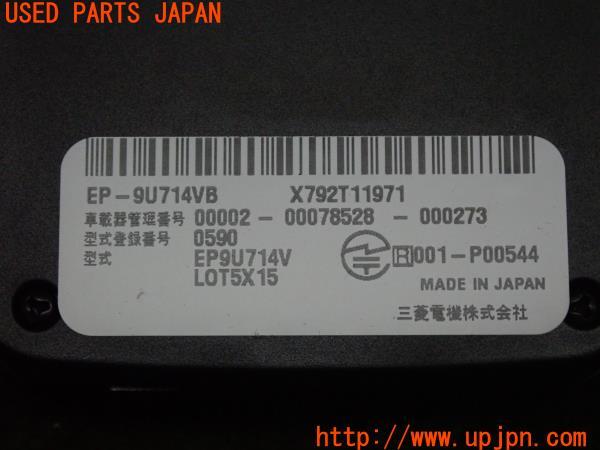 USED PARTS JAPAN
EP-9U714VB X792T11971
車載器管理番号 00002-00078528-000273
型式登録番号 0590
型式 EP9U714V
R 001-P00544
LOT5X15
MADE IN JAPAN
三菱電機株式会社
www.upjpn.com